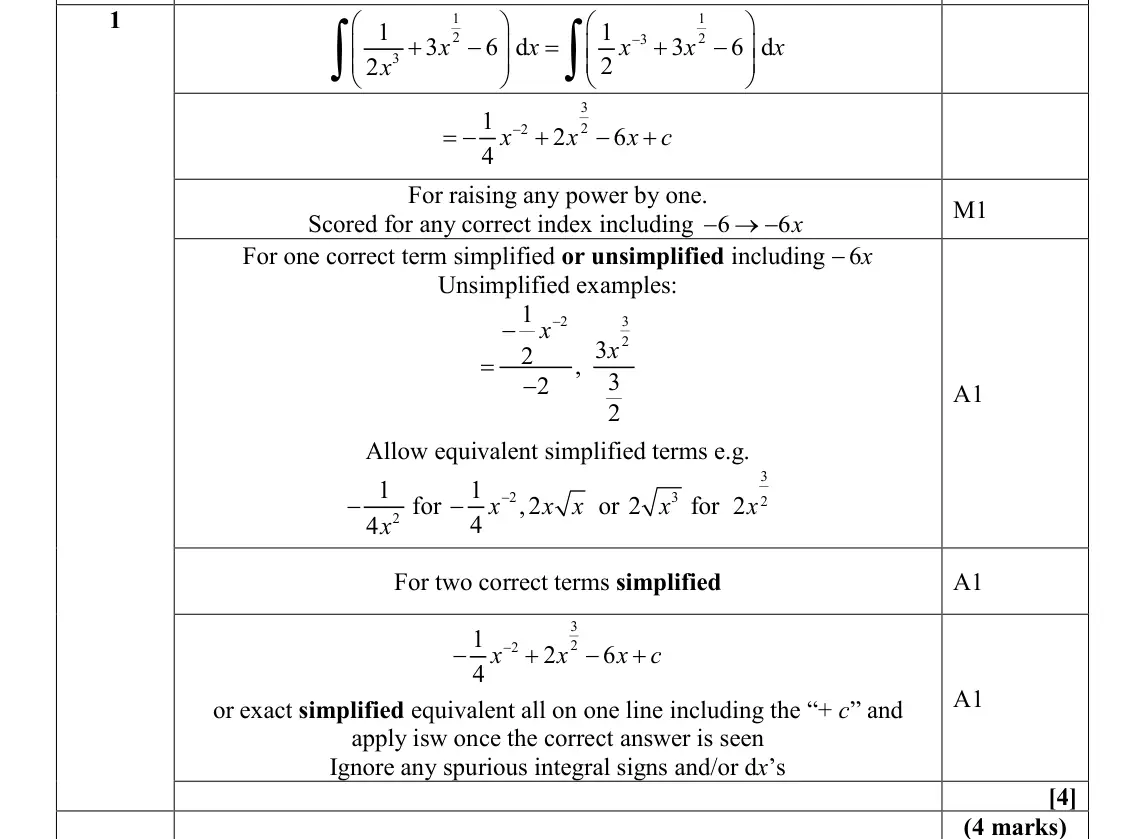 1
∫(1/(2x³) + 3x^(1/2) − 6) dx = ∫(1/2 x⁻³ + 3x^(1/2) − 6) dx
= −1/4 x⁻² + 2x^(3/2) − 6x + c
For raising any power by one.
Scored for any correct index including −6 → −6x
M1
For one correct term simplified or unsimplified including − 6x
Unsimplified examples:
= (−1/2 x⁻²)/(−2), (3x^(3/2))/(3/2)
A1
Allow equivalent simplified terms e.g.
−1/(4x²) for −1/4 x⁻², 2x√x or 2√x³ for 2x^(3/2)
For two correct terms simplified
A1
−1/4 x⁻² + 2x^(3/2) − 6x + c
or exact simplified equivalent all on one line including the “+ c” and
apply isw once the correct answer is seen
Ignore any spurious integral signs and/or dx’s
A1
[4]
(4 marks)